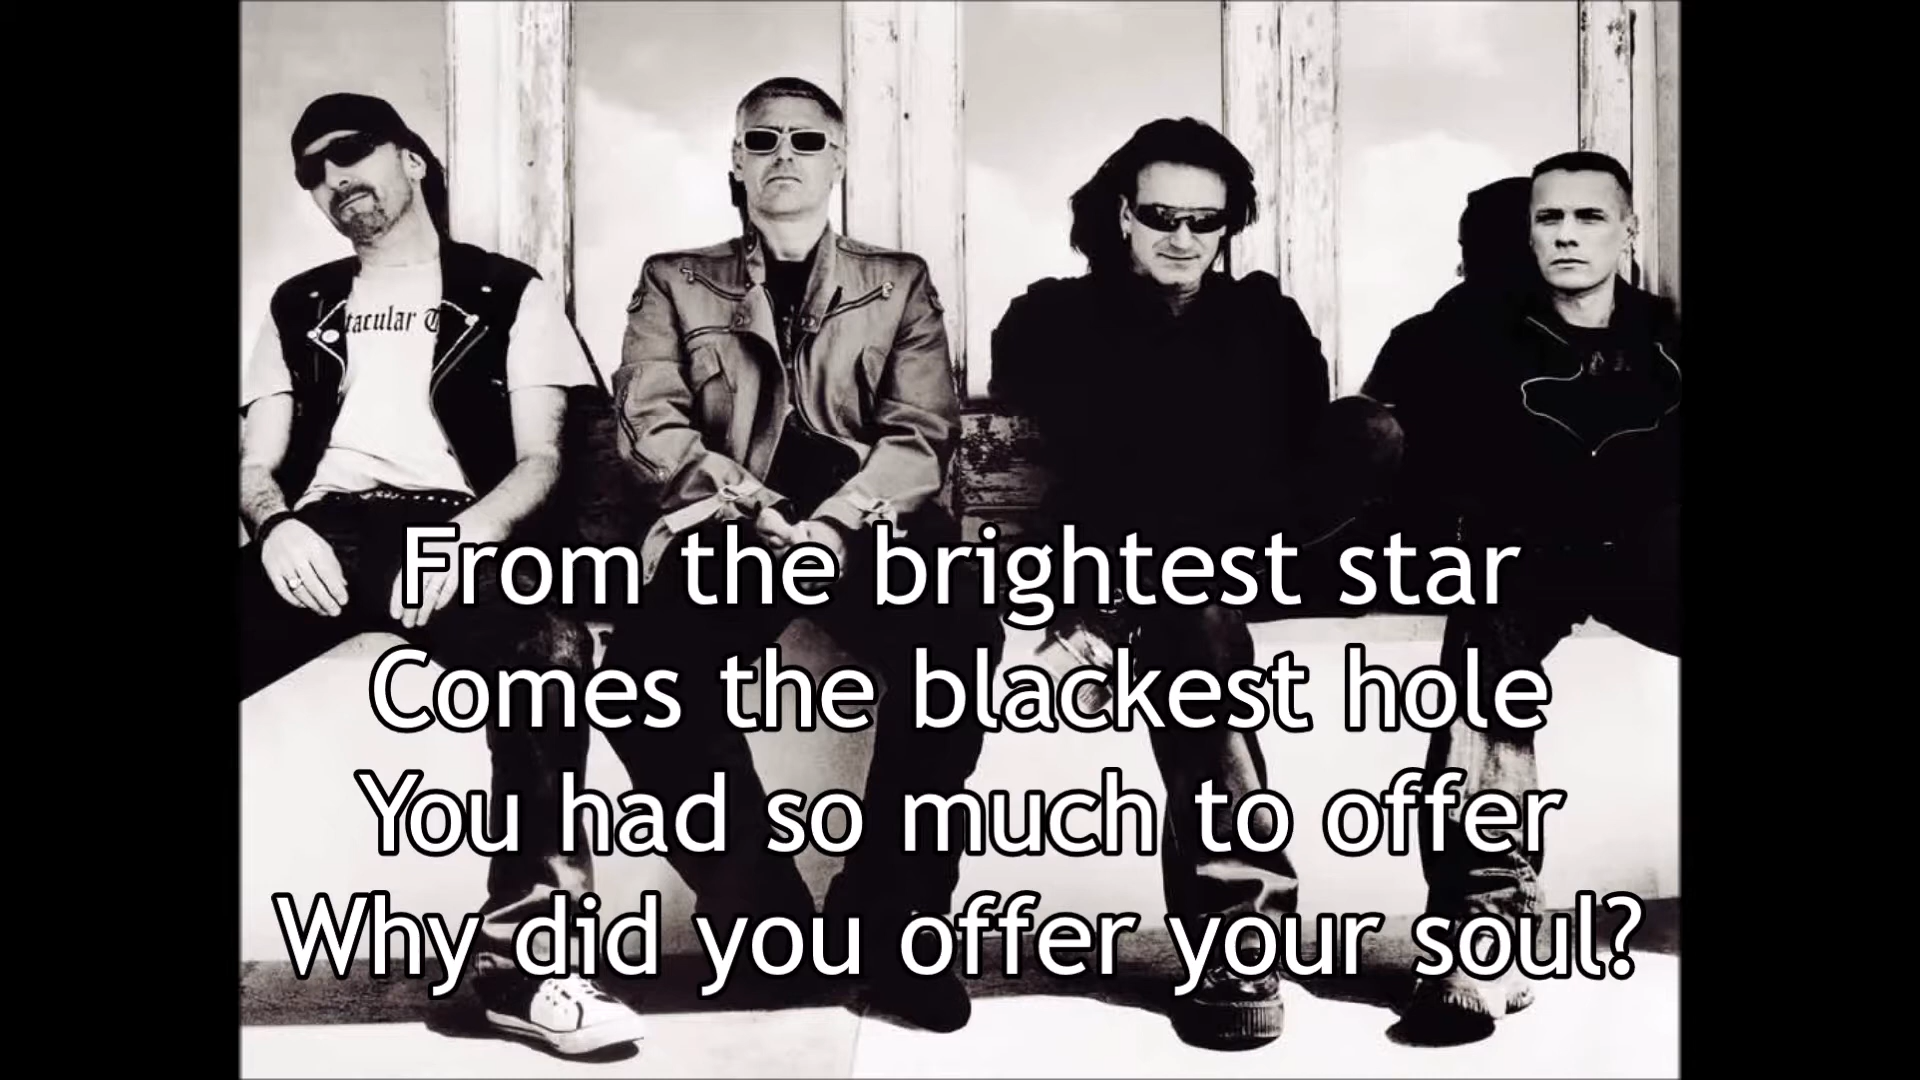 tacular T
From the brightest star
Comes the blackest hole
You had so much to offer
Why did you offer your soul?